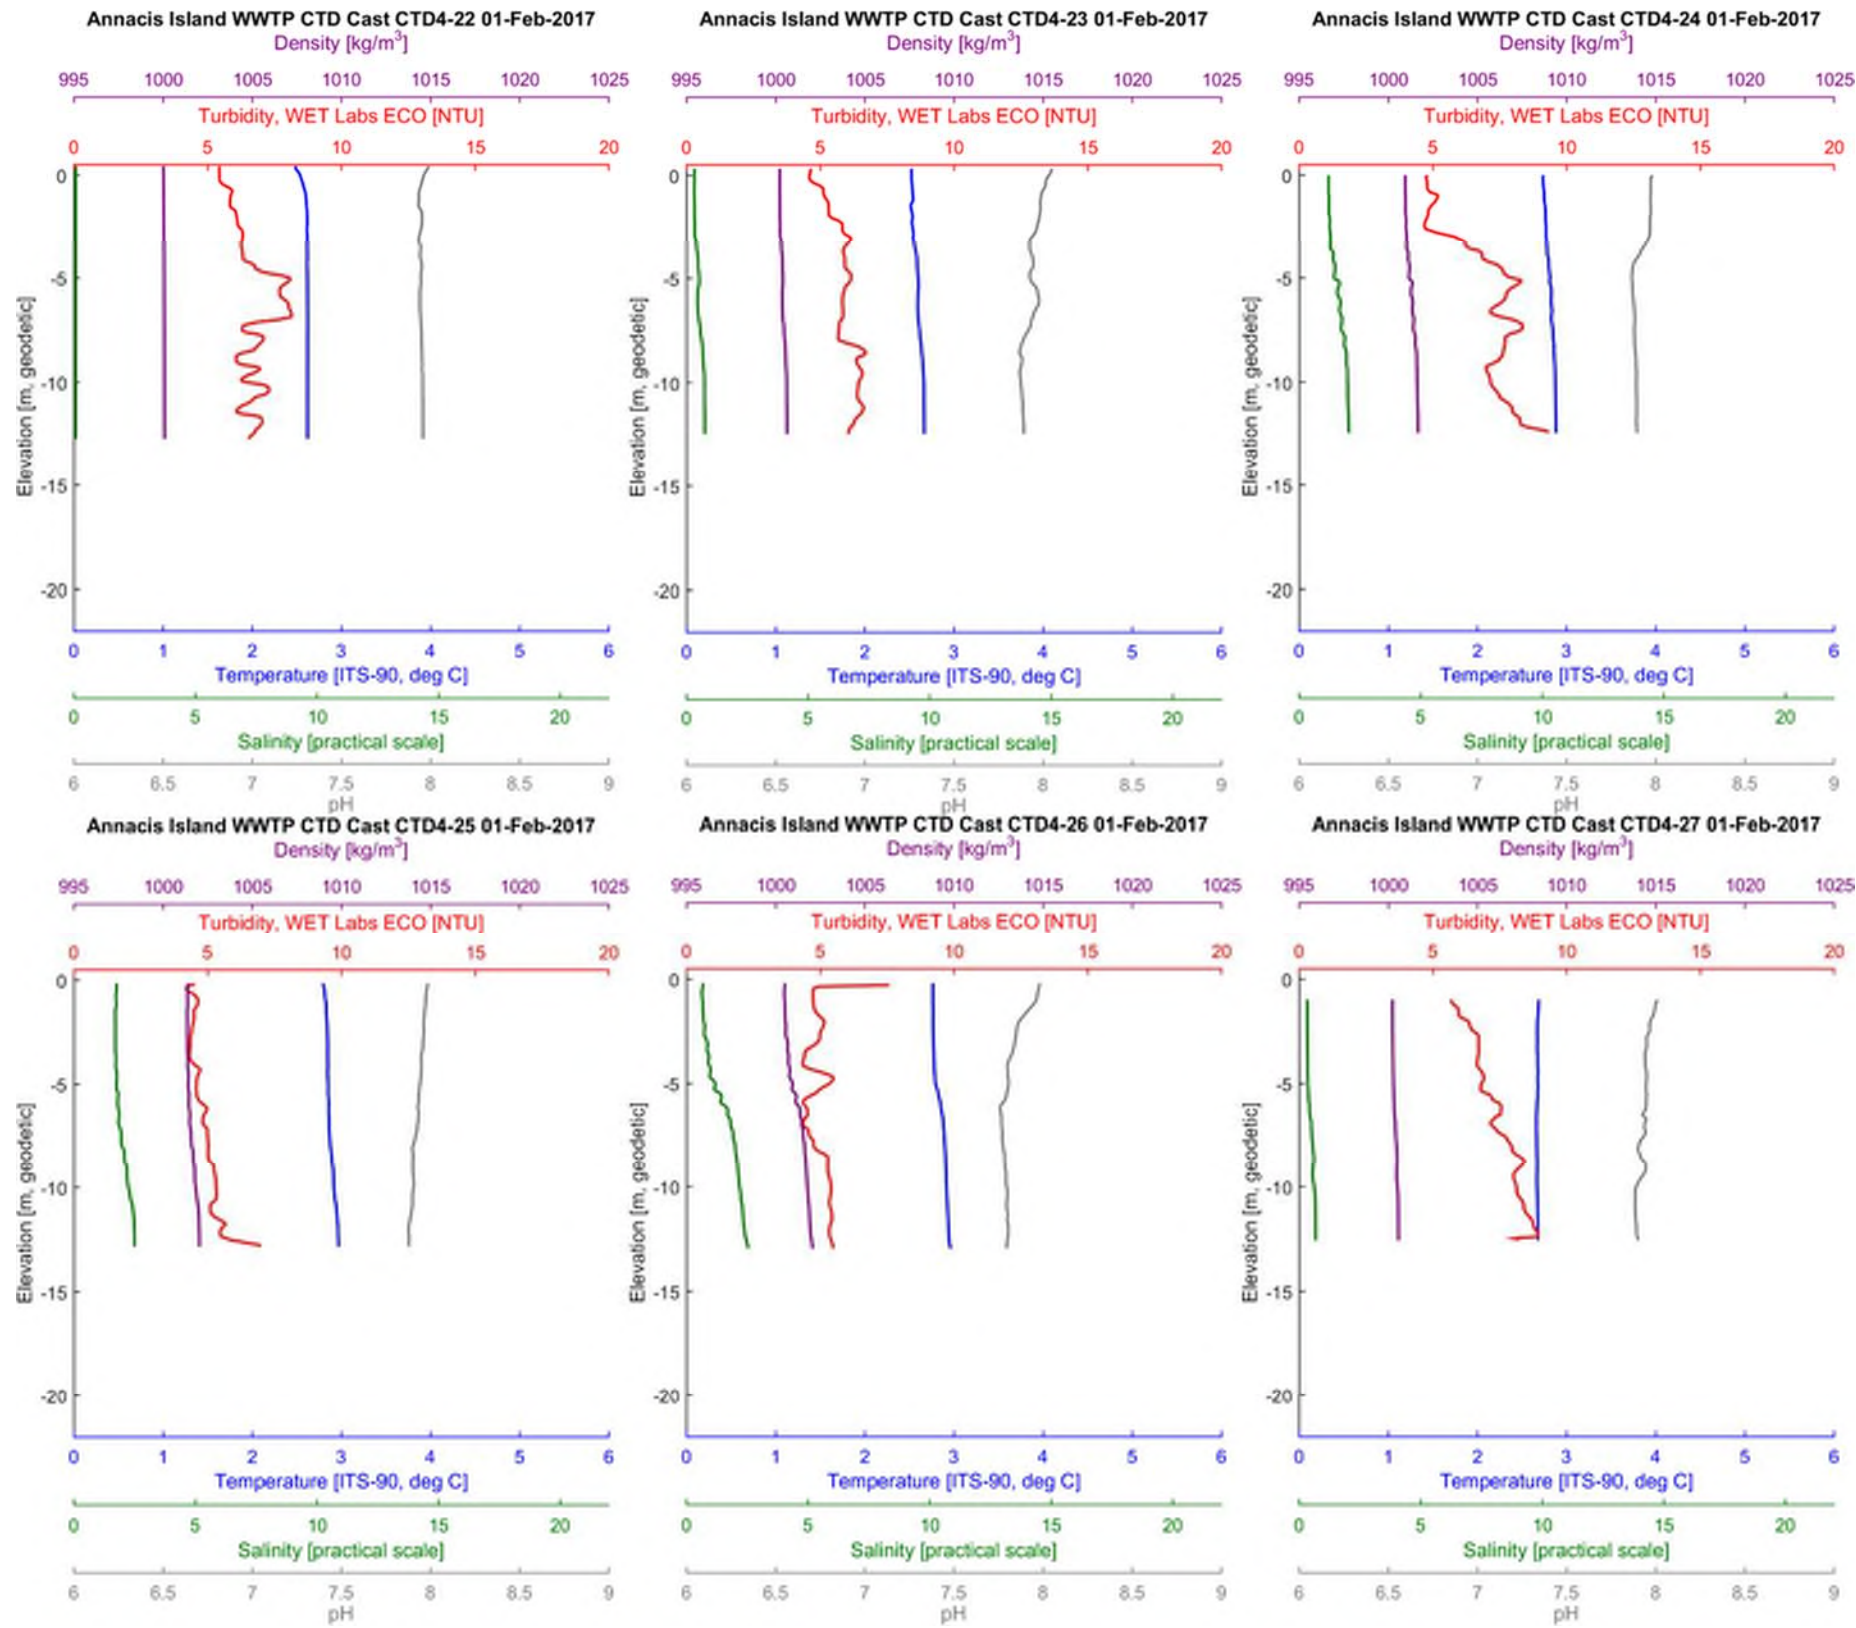 Annacis Island WWTP CTD Cast CTD4-22 01-Feb-2017
Density [kg/m³]
995 1000 1005 1010 1015 1020 1025
Turbidity, WET Labs ECO [NTU]
0 5 10 15 20
Elevation [m, geodetic]
0
-5
-10
-15
-20
0 1 2 3 4 5 6
Temperature [ITS-90, deg C]
0 5 10 15 20
Salinity [practical scale]
6 6.5 7 7.5 8 8.5 9
pH
Annacis Island WWTP CTD Cast CTD4-23 01-Feb-2017
Density [kg/m³]
995 1000 1005 1010 1015 1020 1025
Turbidity, WET Labs ECO [NTU]
0 5 10 15 20
Elevation [m, geodetic]
0
-5
-10
-15
-20
0 1 2 3 4 5 6
Temperature [ITS-90, deg C]
0 5 10 15 20
Salinity [practical scale]
6 6.5 7 7.5 8 8.5 9
pH
Annacis Island WWTP CTD Cast CTD4-24 01-Feb-2017
Density [kg/m³]
995 1000 1005 1010 1015 1020 1025
Turbidity, WET Labs ECO [NTU]
0 5 10 15 20
Elevation [m, geodetic]
0
-5
-10
-15
-20
0 1 2 3 4 5 6
Temperature [ITS-90, deg C]
0 5 10 15 20
Salinity [practical scale]
6 6.5 7 7.5 8 8.5 9
pH
Annacis Island WWTP CTD Cast CTD4-25 01-Feb-2017
Density [kg/m³]
995 1000 1005 1010 1015 1020 1025
Turbidity, WET Labs ECO [NTU]
0 5 10 15 20
Elevation [m, geodetic]
0
-5
-10
-15
-20
0 1 2 3 4 5 6
Temperature [ITS-90, deg C]
0 5 10 15 20
Salinity [practical scale]
6 6.5 7 7.5 8 8.5 9
pH
Annacis Island WWTP CTD Cast CTD4-26 01-Feb-2017
Density [kg/m³]
995 1000 1005 1010 1015 1020 1025
Turbidity, WET Labs ECO [NTU]
0 5 10 15 20
Elevation [m, geodetic]
0
-5
-10
-15
-20
0 1 2 3 4 5 6
Temperature [ITS-90, deg C]
0 5 10 15 20
Salinity [practical scale]
6 6.5 7 7.5 8 8.5 9
pH
Annacis Island WWTP CTD Cast CTD4-27 01-Feb-2017
Density [kg/m³]
995 1000 1005 1010 1015 1020 1025
Turbidity, WET Labs ECO [NTU]
0 5 10 15 20
Elevation [m, geodetic]
0
-5
-10
-15
-20
0 1 2 3 4 5 6
Temperature [ITS-90, deg C]
0 5 10 15 20
Salinity [practical scale]
6 6.5 7 7.5 8 8.5 9
pH